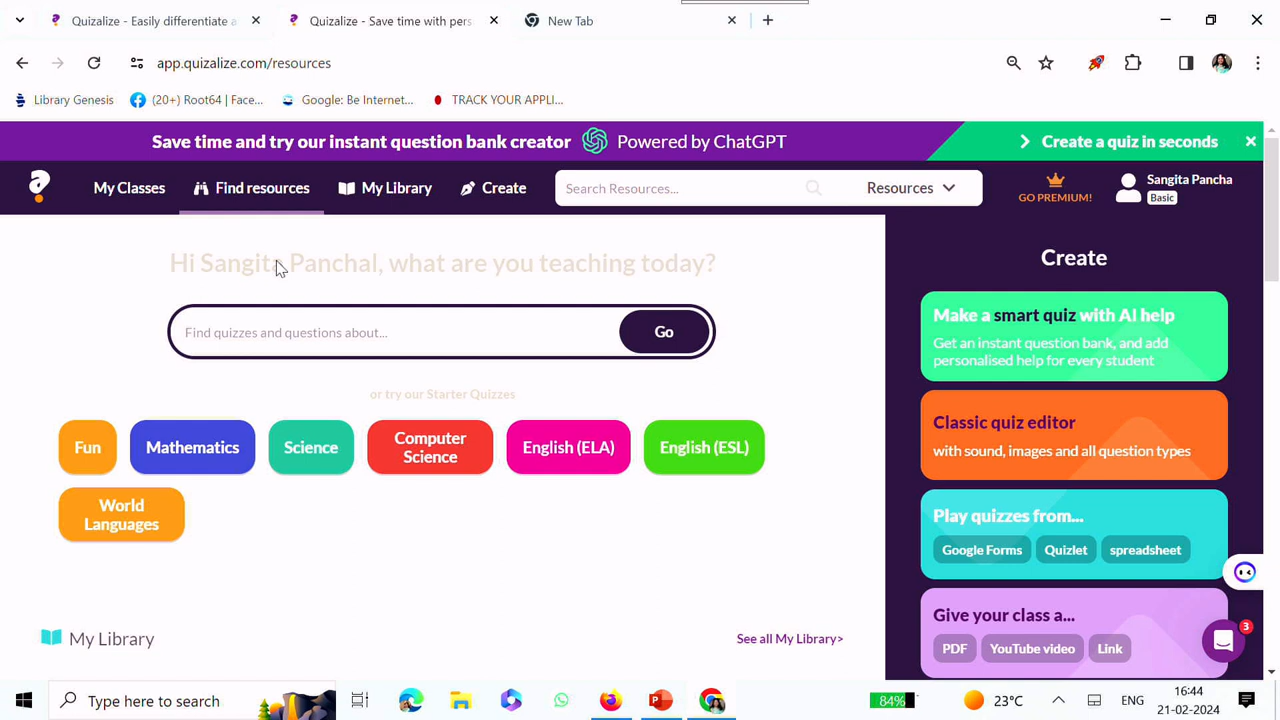 Quizalize - Easily differentiate a
Quizalize - Save time with pers
New Tab
app.quizalize.com/resources
Library Genesis
(20+) Root64 | Face...
Google: Be Internet...
TRACK YOUR APPLI...
Save time and try our instant question bank creator
Powered by ChatGPT
Create a quiz in seconds
My Classes
Find resources
My Library
Create
Search Resources...
Resources
GO PREMIUM!
Sangita Pancha
Basic
Hi Sangita Panchal, what are you teaching today?
Find quizzes and questions about...
Go
or try our Starter Quizzes
Fun
Mathematics
Science
Computer
Science
English (ELA)
English (ESL)
World
Languages
My Library
See all My Library>
Create
Make a smart quiz with AI help
Get an instant question bank, and add
personalised help for every student
Classic quiz editor
with sound, images and all question types
Play quizzes from...
Google Forms
Quizlet
spreadsheet
Give your class a...
PDF
YouTube video
Link
3
Type here to search
84%
23°C
ENG
16:44
21-02-2024